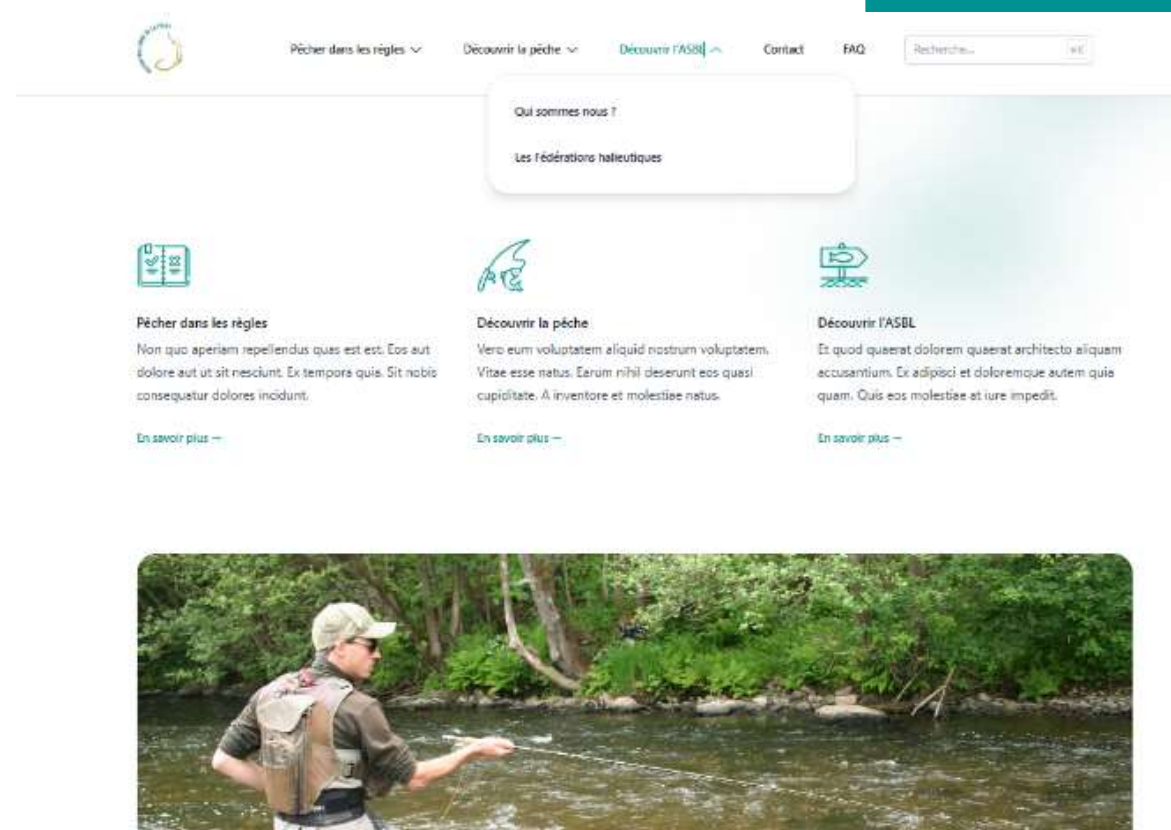 Pêcher dans les règles
Découvrir la pêche
Découvrir l'ASBL
Contact
FAQ
Recherche...
Qui sommes nous ?
Les Fédérations halieutiques
Pêcher dans les règles
Non quo aperiam repellendus quas est est. Eos aut
dolore aut ut sit nesciunt. Ex tempora quia. Sit nobis
consequatur dolores incidunt.
En savoir plus →
Découvrir la pêche
Vero eum voluptatem aliquid nostrum voluptatem.
Vitae esse natus. Earum nihil deserunt eos quasi
cupiditate. A inventore et molestiae natus.
En savoir plus →
Découvrir l'ASBL
Et quod quaerat dolorem quaerat architecto aliquam
accusantium. Ex adipisci et doloremque autem quia
quam. Quis eos molestiae at iure impedit.
En savoir plus →